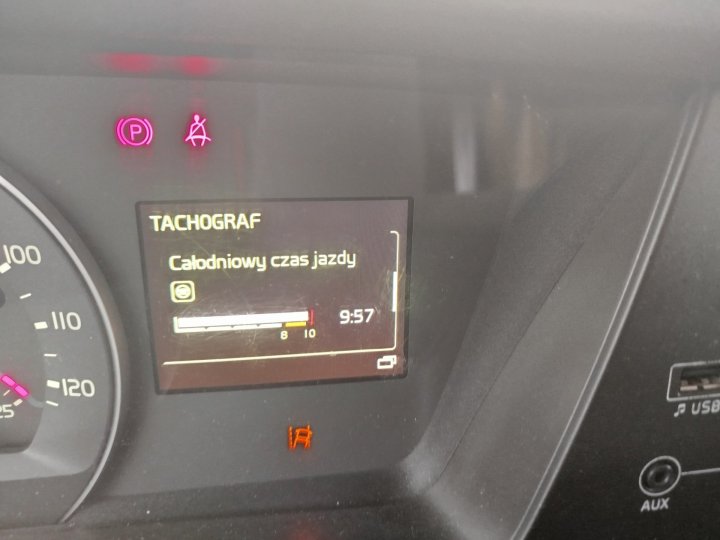 P
TACHOGRAF
Całodniowy czas jazdy
9:57
8 10
100
110
120
USB
AUX